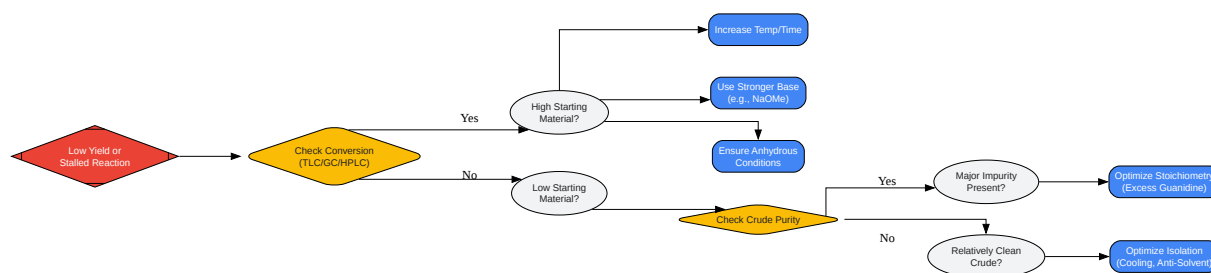 Increase Temp/Time
Use Stronger Base
(e.g., NaOMe)
High Starting
Material?
Yes
Low Yield or
Stalled Reaction
Check Conversion
(TLC/GC/HPLC)
Ensure Anhydrous
Conditions
No
Low Starting
Material?
Yes
Major Impurity
Present?
Optimize Stoichiometry
(Excess Guanidine)
Check Crude Purity
No
Relatively Clean
Crude?
Optimize Isolation
(Cooling, Anti-Solvent)